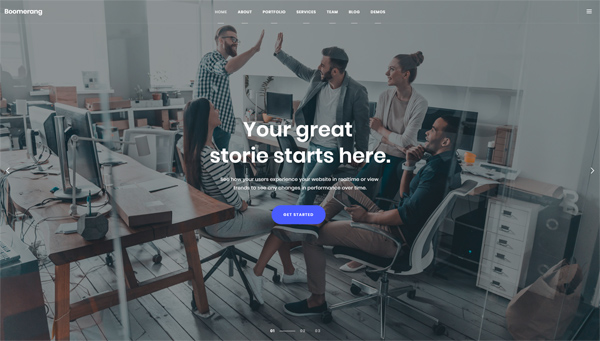 Boomerang
HOME ABOUT PORTFOLIO SERVICES TEAM BLOG DEMOS
Your great
storie starts here.
See how your users experience your website in realtime or view
trends to see any changes in performance over time.
GET STARTED
01 02 03